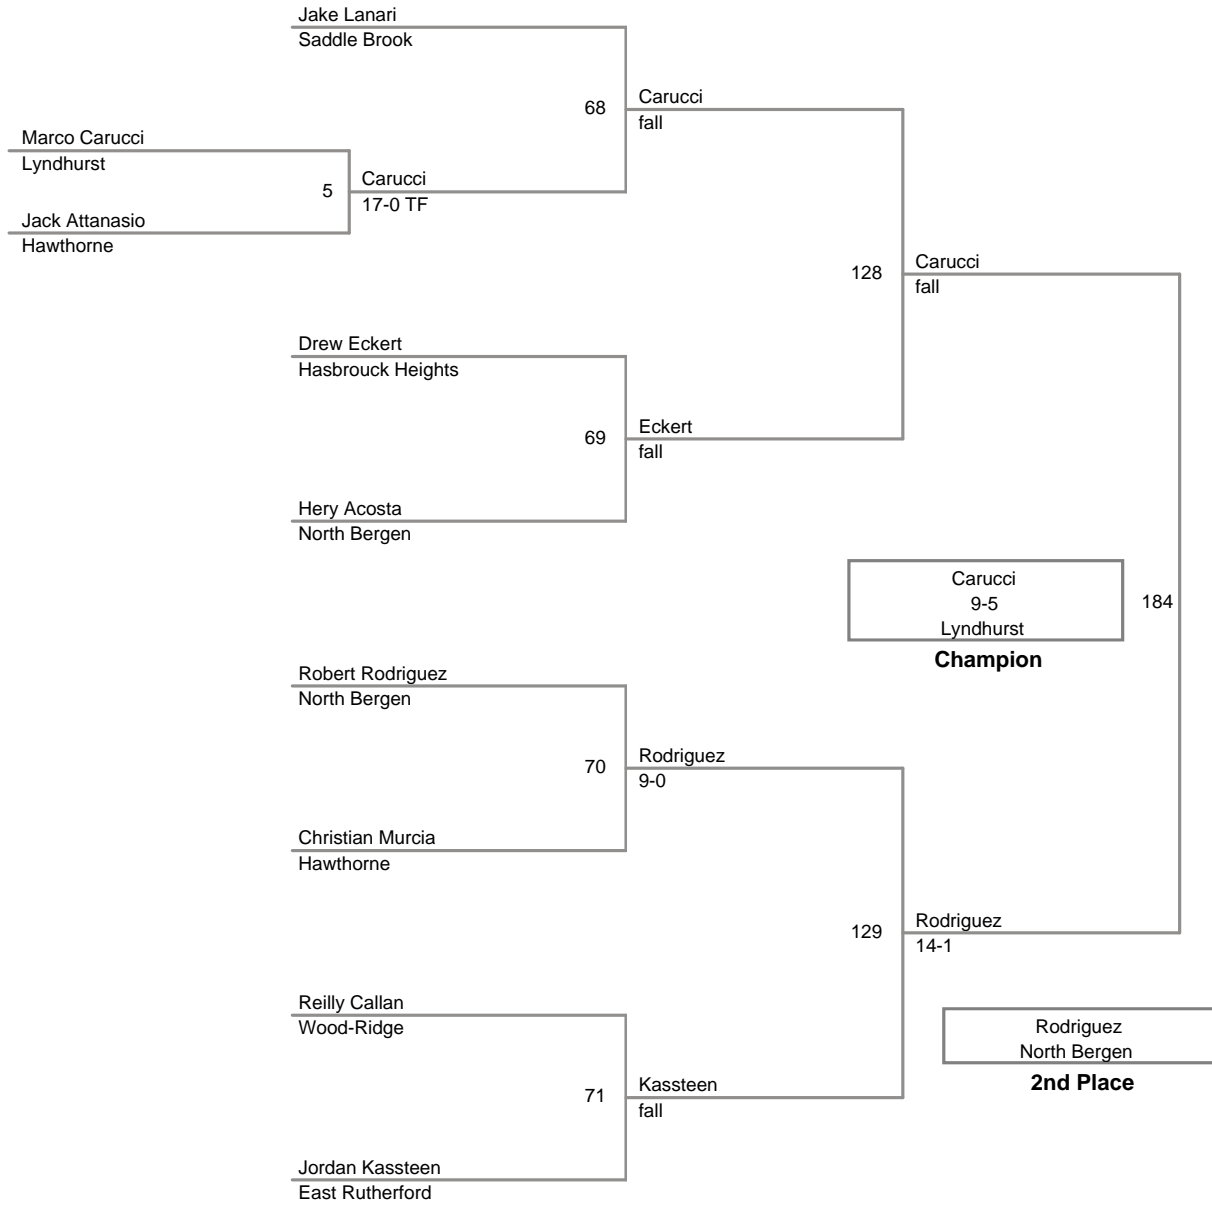 Jake Lanari
Saddle Brook
68
Carucci
fall
Marco Carucci
Lyndhurst
5
Carucci
17-0 TF
Jack Attanasio
Hawthorne
128
Carucci
fall
Drew Eckert
Hasbrouck Heights
69
Eckert
fall
Hery Acosta
North Bergen
Carucci
9-5
Lyndhurst
Champion
184
Robert Rodriguez
North Bergen
70
Rodriguez
9-0
Christian Murcia
Hawthorne
129
Rodriguez
14-1
Reilly Callan
Wood-Ridge
Rodriguez
North Bergen
2nd Place
71
Kassteen
fall
Jordan Kassteen
East Rutherford